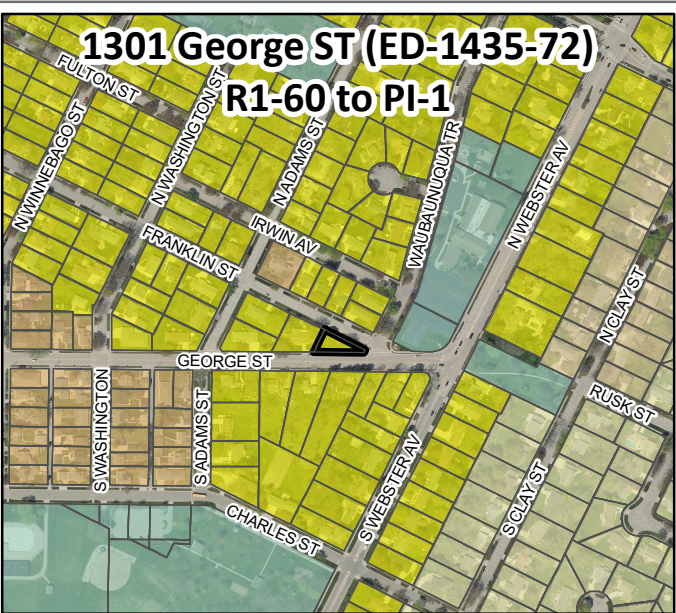 1301 George ST (ED-1435-72)
R1-60 to PI-1
FULTON ST
N WINNEBAGO ST
N WASHINGTON ST
N ADAMS ST
WAUBAUNUQUA TR
N WEBSTER AV
IRWIN AV
FRANKLIN ST
N CLAY ST
GEORGE ST
RUSK ST
S WASHINGTON
S ADAMS ST
S WEBSTER AV
S CLAY ST
CHARLES ST